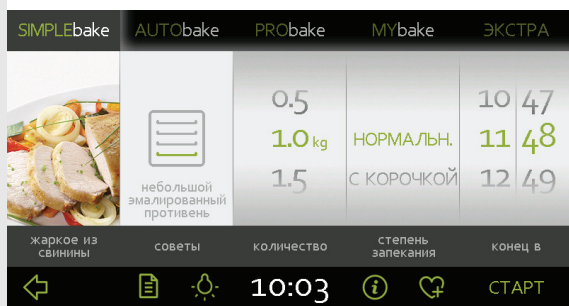 SIMPLEbake AUTObake PRObake MYbake ЭКСТРА
0.5 10 47
1.0 kg НОРМАЛЬН. 11 48
1.5 С КОРОЧКОЙ 12 49
небольшой
эмалированный
противень
жаркое из
свинины
советы
количество
степень
запекания
конец в
10:03 i СТАРТ